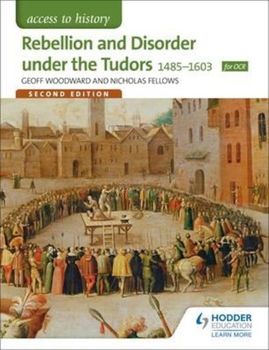 access to history
Rebellion and Disorder
under the Tudors 1485–1603 for OCR
GEOFF WOODWARD AND NICHOLAS FELLOWS
SECOND EDITION
HODDER
EDUCATION
LEARN MORE